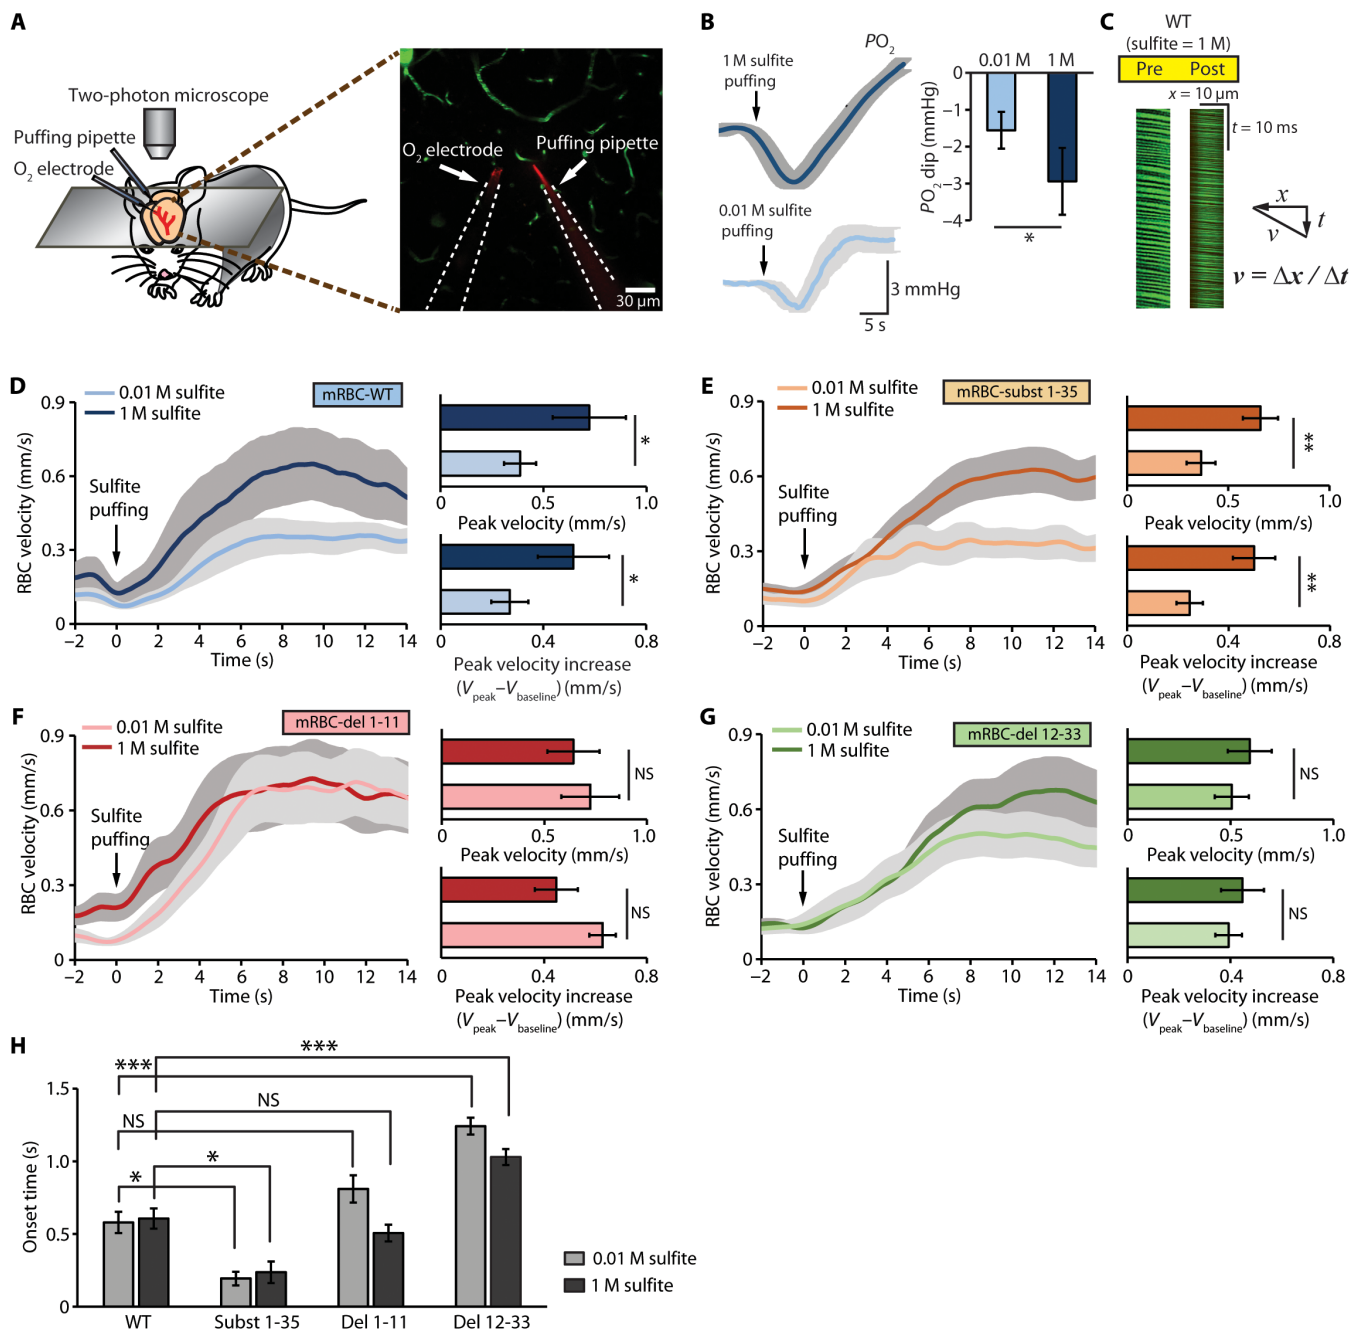 A
Two-photon microscope
Puffing pipette
O2 electrode
O2 electrode
Puffing pipette
30 µm
B
1 M sulfite
puffing
PO2
0.01 M sulfite
puffing
3 mmHg
5 s
0.01 M 1 M
0
−1
−2
−3
−4
PO2 dip (mmHg)
*
C
WT
(sulfite = 1 M)
Pre Post
x = 10 µm
t = 10 ms
x
t
v
v = Δx / Δt
D
0.01 M sulfite
1 M sulfite
mRBC-WT
0.9
0.6
0.3
0
RBC velocity (mm/s)
Sulfite
puffing
−2 0 2 4 6 8 10 12 14
Time (s)
*
0 0.5 1.0
Peak velocity (mm/s)
*
0 0.4 0.8
Peak velocity increase
(Vpeak−Vbaseline) (mm/s)
E
0.01 M sulfite
1 M sulfite
mRBC-subst 1-35
0.9
0.6
0.3
0
RBC velocity (mm/s)
Sulfite
puffing
−2 0 2 4 6 8 10 12 14
Time (s)
**
0 0.5 1.0
Peak velocity (mm/s)
**
0 0.4 0.8
Peak velocity increase
(Vpeak−Vbaseline) (mm/s)
F
0.01 M sulfite
1 M sulfite
mRBC-del 1-11
0.9
0.6
0.3
0
RBC velocity (mm/s)
Sulfite
puffing
−2 0 2 4 6 8 10 12 14
Time (s)
NS
0 0.5 1.0
Peak velocity (mm/s)
NS
0 0.4 0.8
Peak velocity increase
(Vpeak−Vbaseline) (mm/s)
G
0.01 M sulfite
1 M sulfite
mRBC-del 12-33
0.9
0.6
0.3
0
RBC velocity (mm/s)
Sulfite
puffing
−2 0 2 4 6 8 10 12 14
Time (s)
NS
0 0.5 1.0
Peak velocity (mm/s)
NS
0 0.4 0.8
Peak velocity increase
(Vpeak−Vbaseline) (mm/s)
H
***
***
NS
NS
*
*
1.5
1.0
0.5
0
Onset time (s)
WT Subst 1-35 Del 1-11 Del 12-33
0.01 M sulfite
1 M sulfite